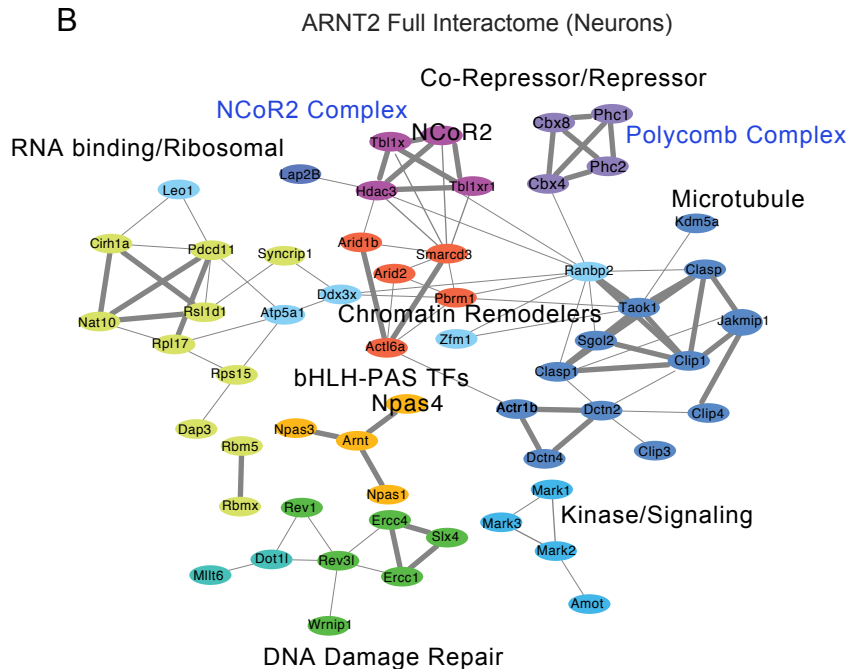 B
ARNT2 Full Interactome (Neurons)
Co-Repressor/Repressor
NCoR2 Complex
Polycomb Complex
RNA binding/Ribosomal
Microtubule
Cbx8
Phc1
Phc2
Cbx4
Tbl1x
NCoR2
Hdac3
Tbl1xr1
Lap2B
Leo1
Kdm5a
Cirh1a
Pdcd11
Syncrip1
Arid1b
Smarcd3
Arid2
Ranbp2
Clasp
Ddx3x
Pbrm1
Taok1
Rsl1d1
Nat10
Atp5a1
Chromatin Remodelers
Jakmip1
Rpl17
Actl6a
Zfm1
Sgol2
Clip1
Clasp1
Rps15
bHLH-PAS TFs
Npas4
Actr1b
Dctn2
Clip4
Dap3
Npas3
Arnt
Rbm5
Dctn4
Clip3
Npas1
Rbmx
Rev1
Ercc4
Slx4
Mark1
Mark3
Kinase/Signaling
Mark2
Dot1l
Rev3l
Mllt6
Ercc1
Amot
Wrnip1
DNA Damage Repair